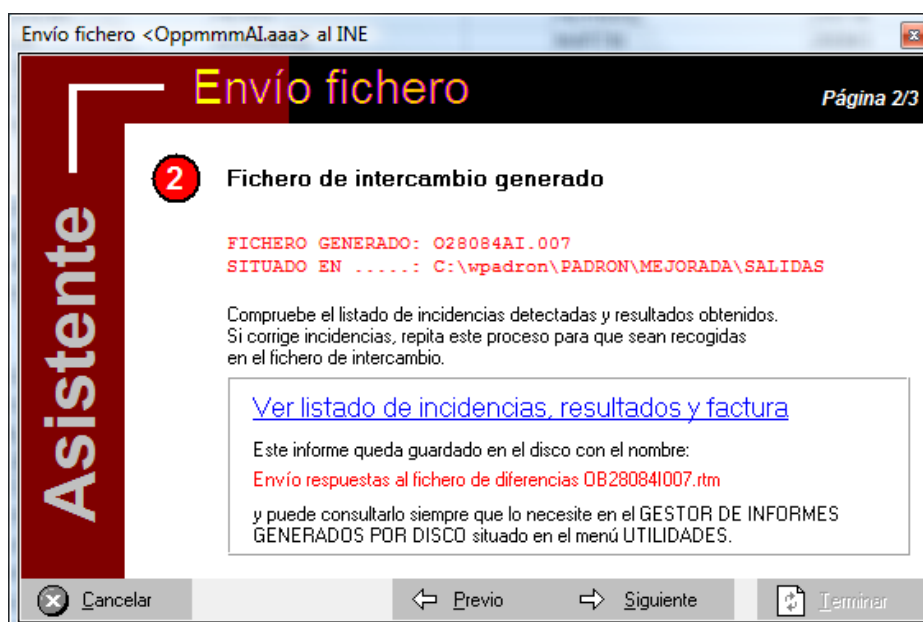 Envío fichero <OppmmmAI.aaa> al INE
Envío fichero
Página 2/3
Asistente
2
Fichero de intercambio generado
FICHERO GENERADO: O28084AI.007
SITUADO EN .....: C:\wpadron\PADRON\MEJORADA\SALIDAS
Compruebe el listado de incidencias detectadas y resultados obtenidos.
Si corrige incidencias, repita este proceso para que sean recogidas
en el fichero de intercambio.
Ver listado de incidencias, resultados y factura
Este informe queda guardado en el disco con el nombre:
Envío respuestas al fichero de diferencias OB28084I007.rtm
y puede consultarlo siempre que lo necesite en el GESTOR DE INFORMES
GENERADOS POR DISCO situado en el menú UTILIDADES.
Cancelar
Previo
Siguiente
Terminar